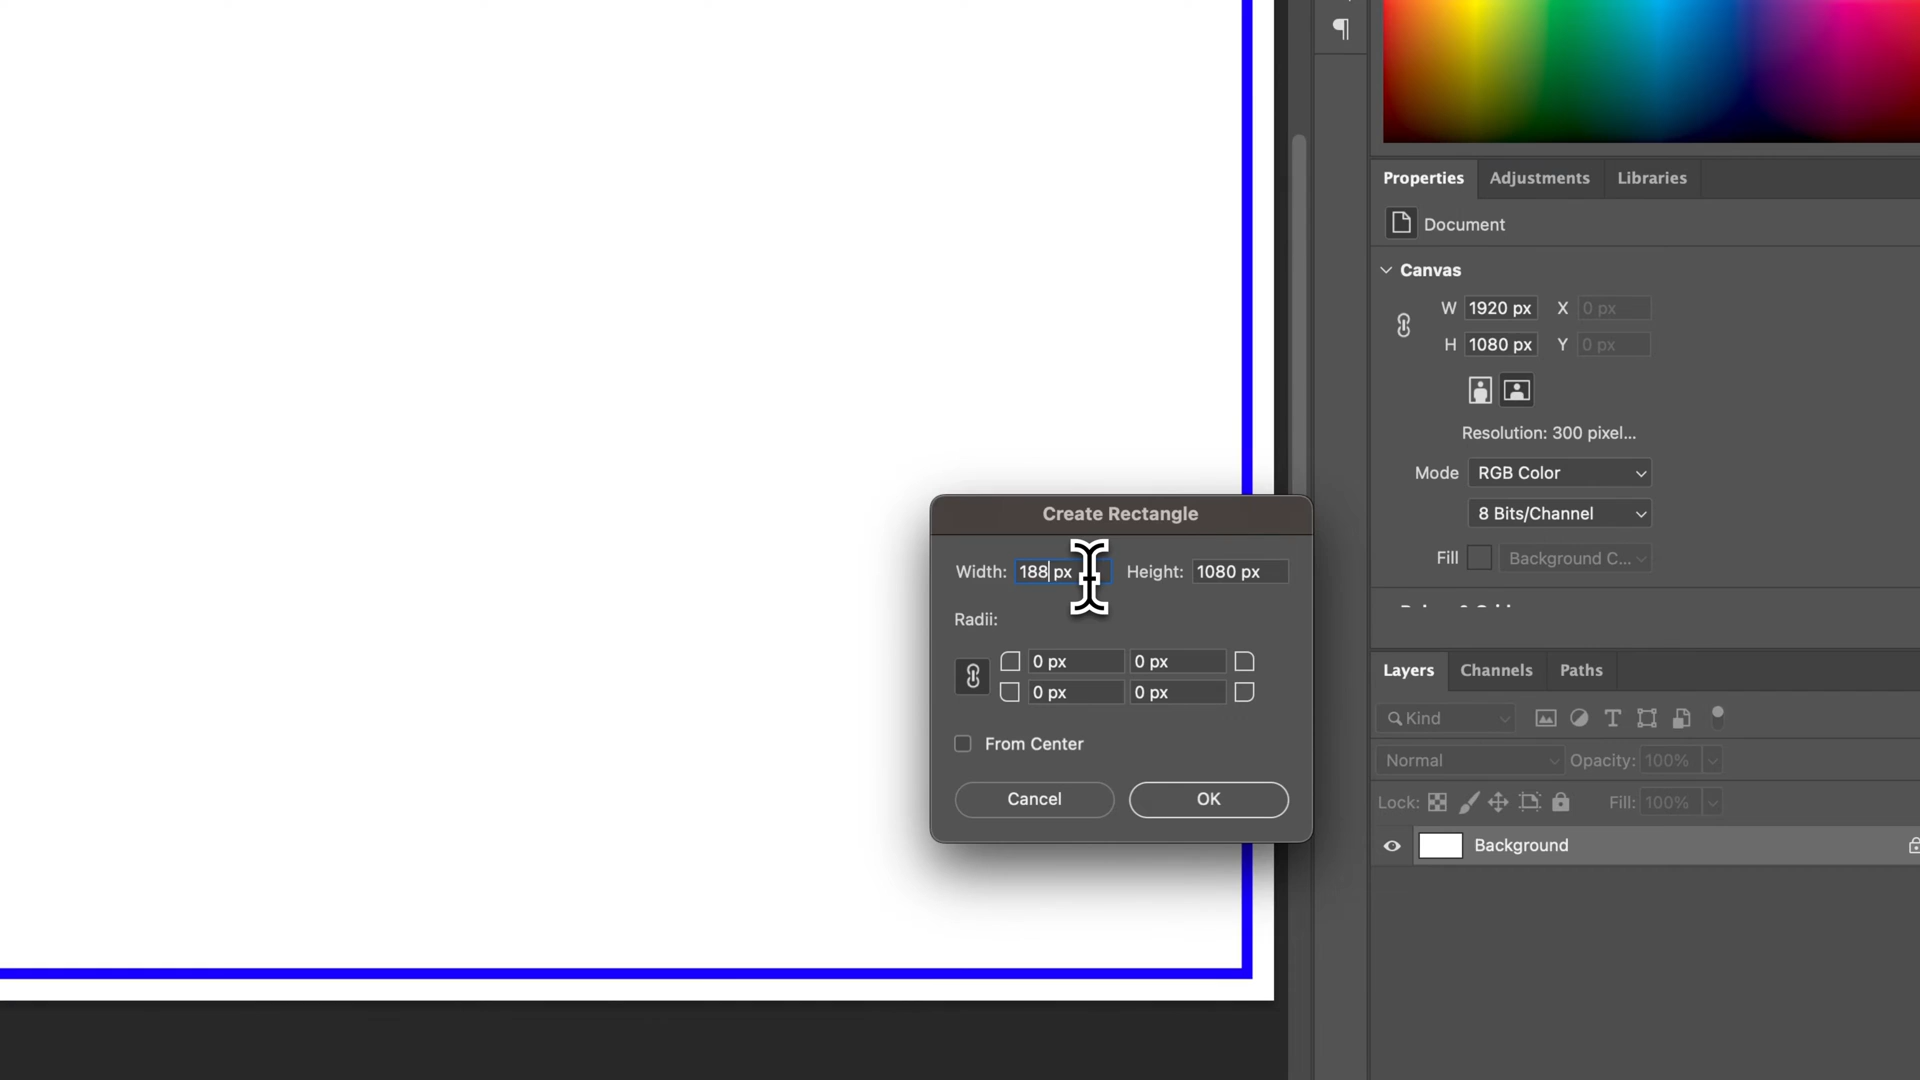 ¶
Properties Adjustments Libraries
Document
Canvas
W 1920 px X 0 px
H 1080 px Y 0 px
Resolution: 300 pixel...
Mode RGB Color
8 Bits/Channel
Fill Background C...
Create Rectangle
Width: 188 px Height: 1080 px
Radii:
0 px 0 px
0 px 0 px
From Center
Cancel OK
Layers Channels Paths
Kind
Normal Opacity: 100%
Lock: Fill: 100%
Background